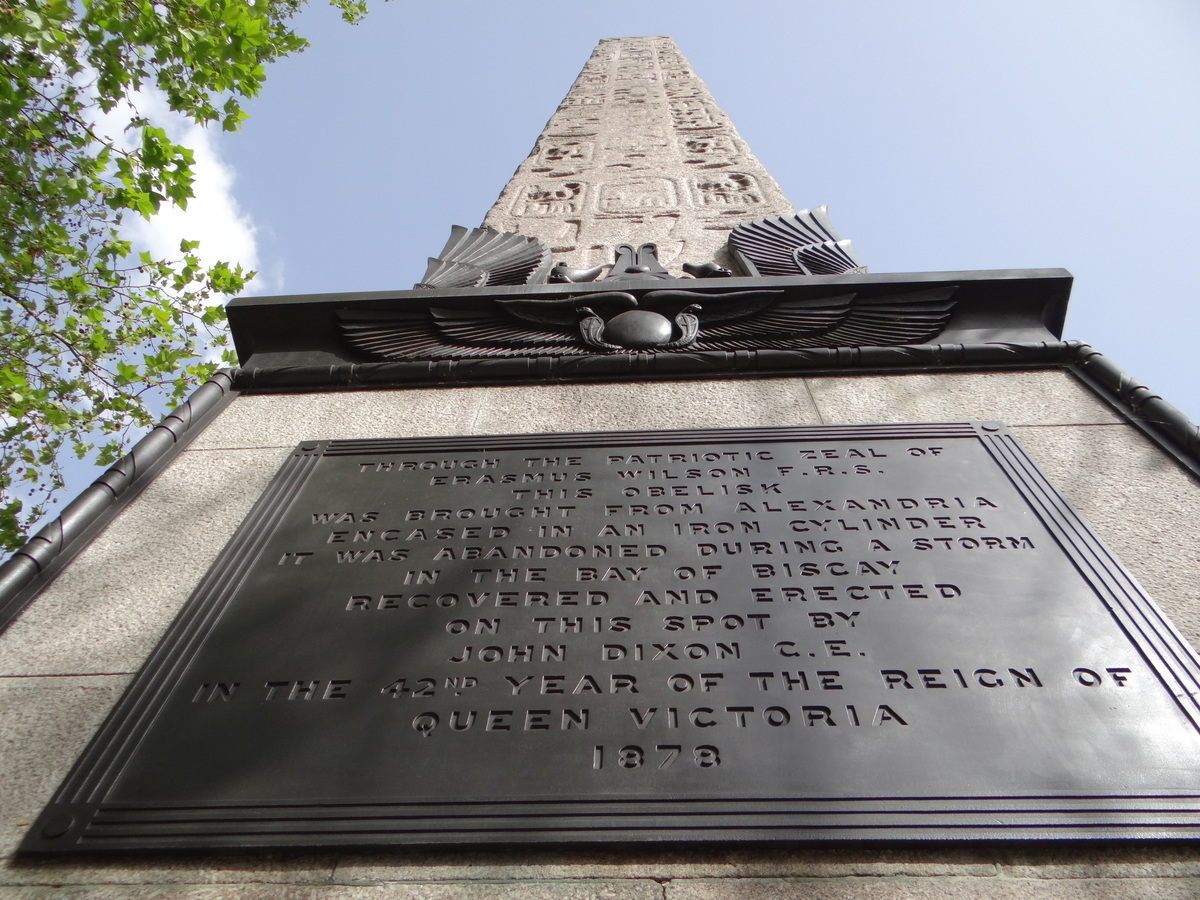 THROUGH THE PATRIOTIC ZEAL OF
ERASMUS WILSON F.R.S.
THIS OBELISK
WAS BROUGHT FROM ALEXANDRIA
ENCASED IN AN IRON CYLINDER
IT WAS ABANDONED DURING A STORM
IN THE BAY OF BISCAY
RECOVERED AND ERECTED
ON THIS SPOT BY
JOHN DIXON C.E.
IN THE 42ND YEAR OF THE REIGN OF
QUEEN VICTORIA
1878